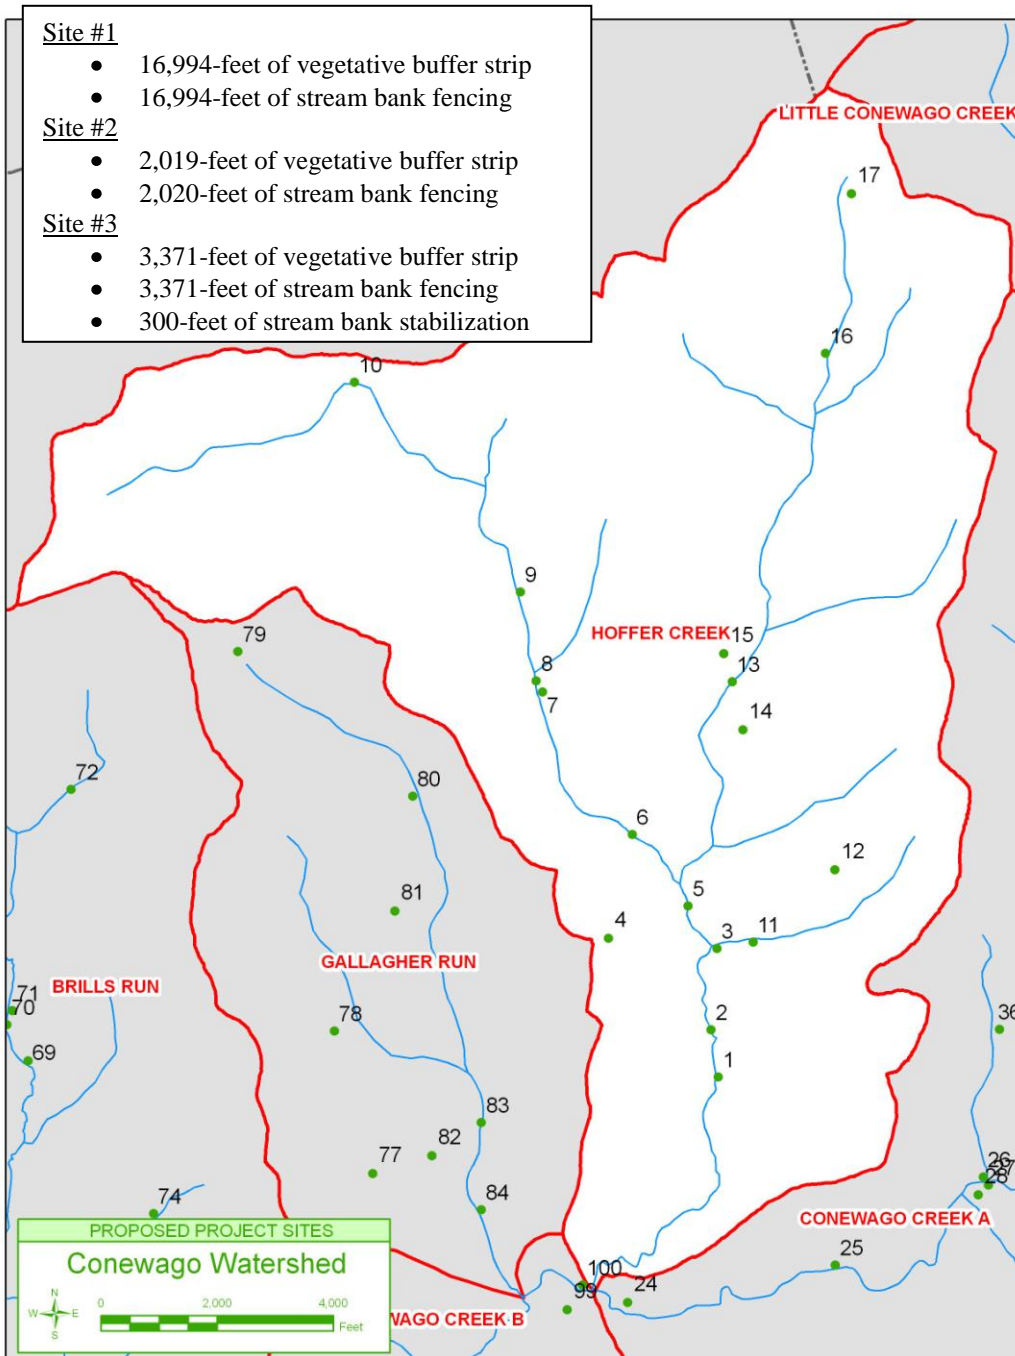 Site #1
• 16,994-feet of vegetative buffer strip
• 16,994-feet of stream bank fencing
Site #2
• 2,019-feet of vegetative buffer strip
• 2,020-feet of stream bank fencing
Site #3
• 3,371-feet of vegetative buffer strip
• 3,371-feet of stream bank fencing
• 300-feet of stream bank stabilization
LITTLE CONEWAGO CREEK
17
16
10
9
79
HOFFER CREEK
15
8
13
7
14
72
80
6
12
81
5
4
3
11
GALLAGHER RUN
BRILLS RUN
71
70
78
2
36
69
1
83
82
77
26
27
28
84
74
CONEWAGO CREEK A
25
100
99
24
WAGO CREEK B
PROPOSED PROJECT SITES
Conewago Watershed
N
W E
S
0 2,000 4,000
Feet